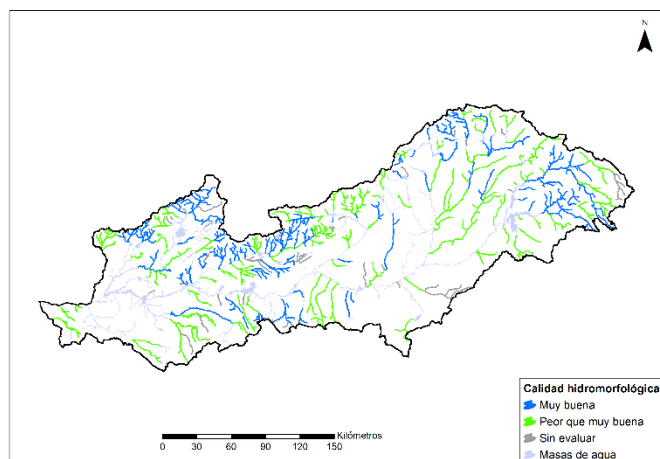 N
Calidad hidromorfológica
Muy buena
Peor que muy buena
Sin evaluar
Masas de agua
Kilómetros
0 30 60 90 120 150